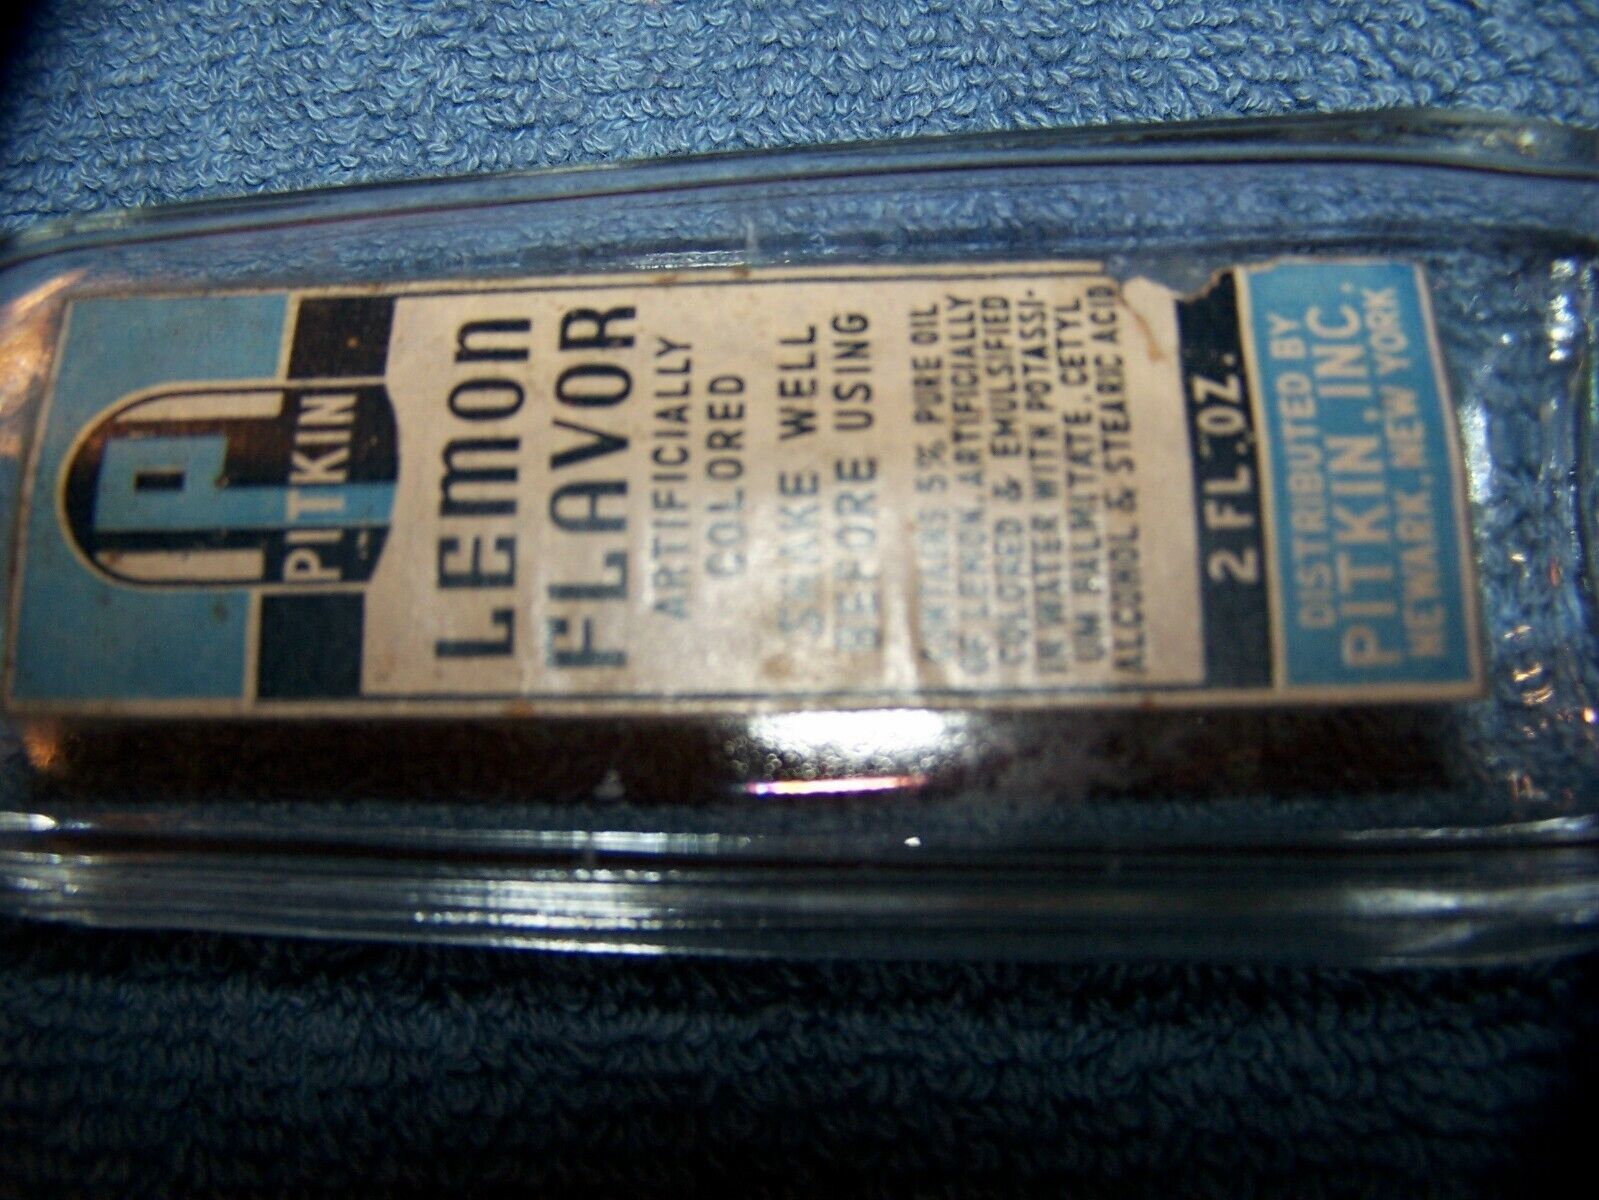 PITKIN
LEMON
FLAVOR
ARTIFICIALLY
COLORED
SHAKE WELL
BEFORE USING
CONTAINS 5% PURE OIL
OF LEMON, ARTIFICIALLY
COLORED & EMULSIFIED
IN WATER WITH POTASSI-
UM PALMITATE, CETYL
ALCOHOL & STEARIC ACID
2 FL. OZ.
DISTRIBUTED BY
PITKIN, INC.
NEWARK, NEW YORK